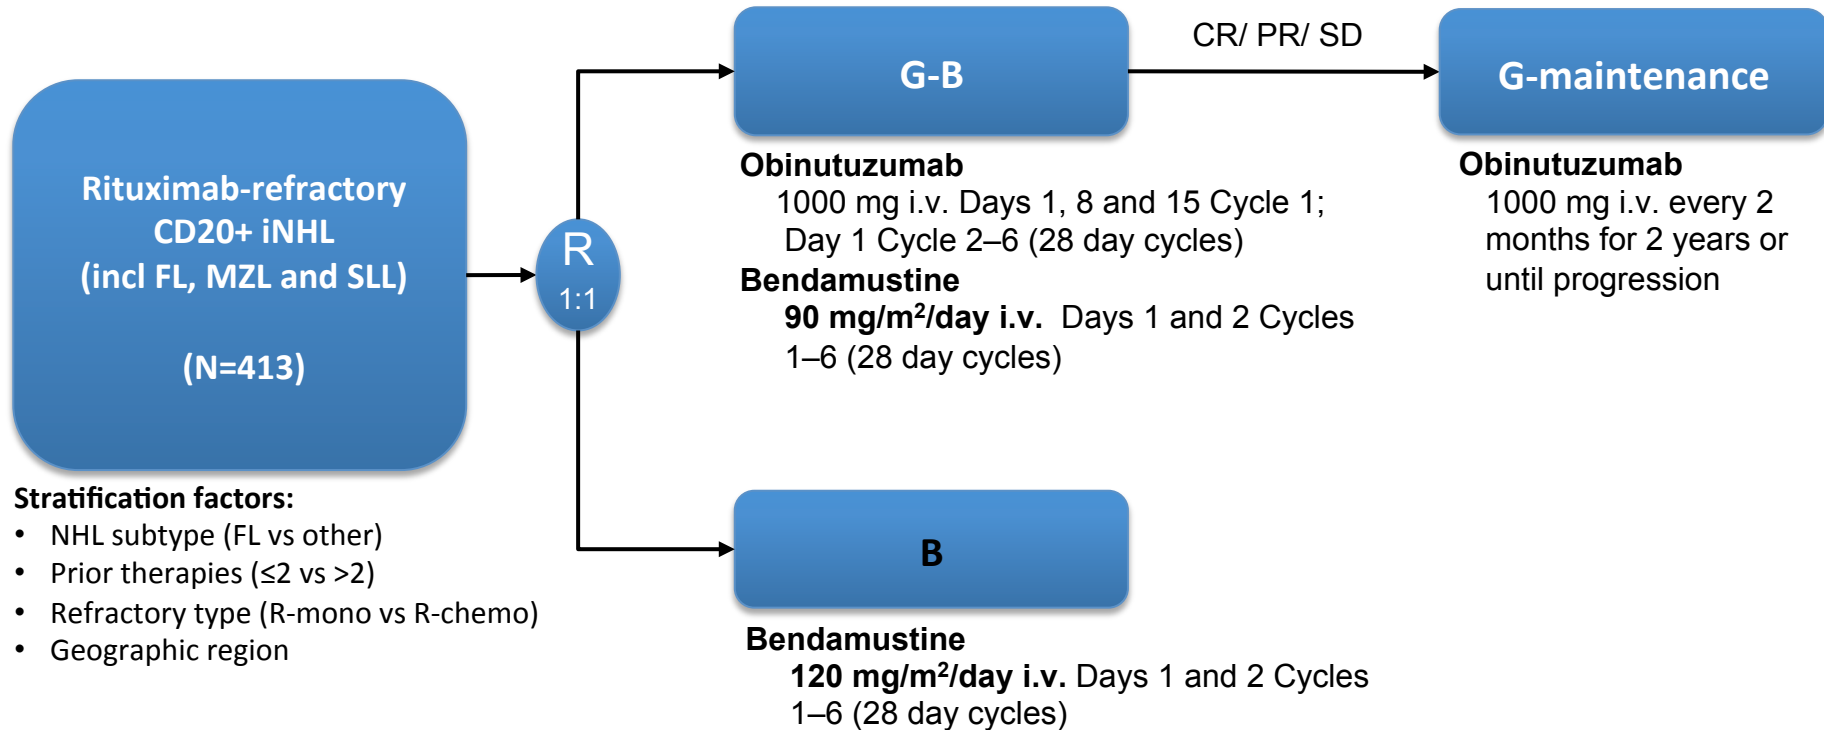 Rituximab-refractory
CD20+ iNHL
(incl FL, MZL and SLL)
(N=413)
Stratification factors:
• NHL subtype (FL vs other)
• Prior therapies (≤2 vs >2)
• Refractory type (R-mono vs R-chemo)
• Geographic region
R
1:1
G-B
Obinutuzumab
1000 mg i.v. Days 1, 8 and 15 Cycle 1;
Day 1 Cycle 2–6 (28 day cycles)
Bendamustine
90 mg/m²/day i.v. Days 1 and 2 Cycles
1–6 (28 day cycles)
CR/ PR/ SD
G-maintenance
Obinutuzumab
1000 mg i.v. every 2
months for 2 years or
until progression
B
Bendamustine
120 mg/m²/day i.v. Days 1 and 2 Cycles
1–6 (28 day cycles)